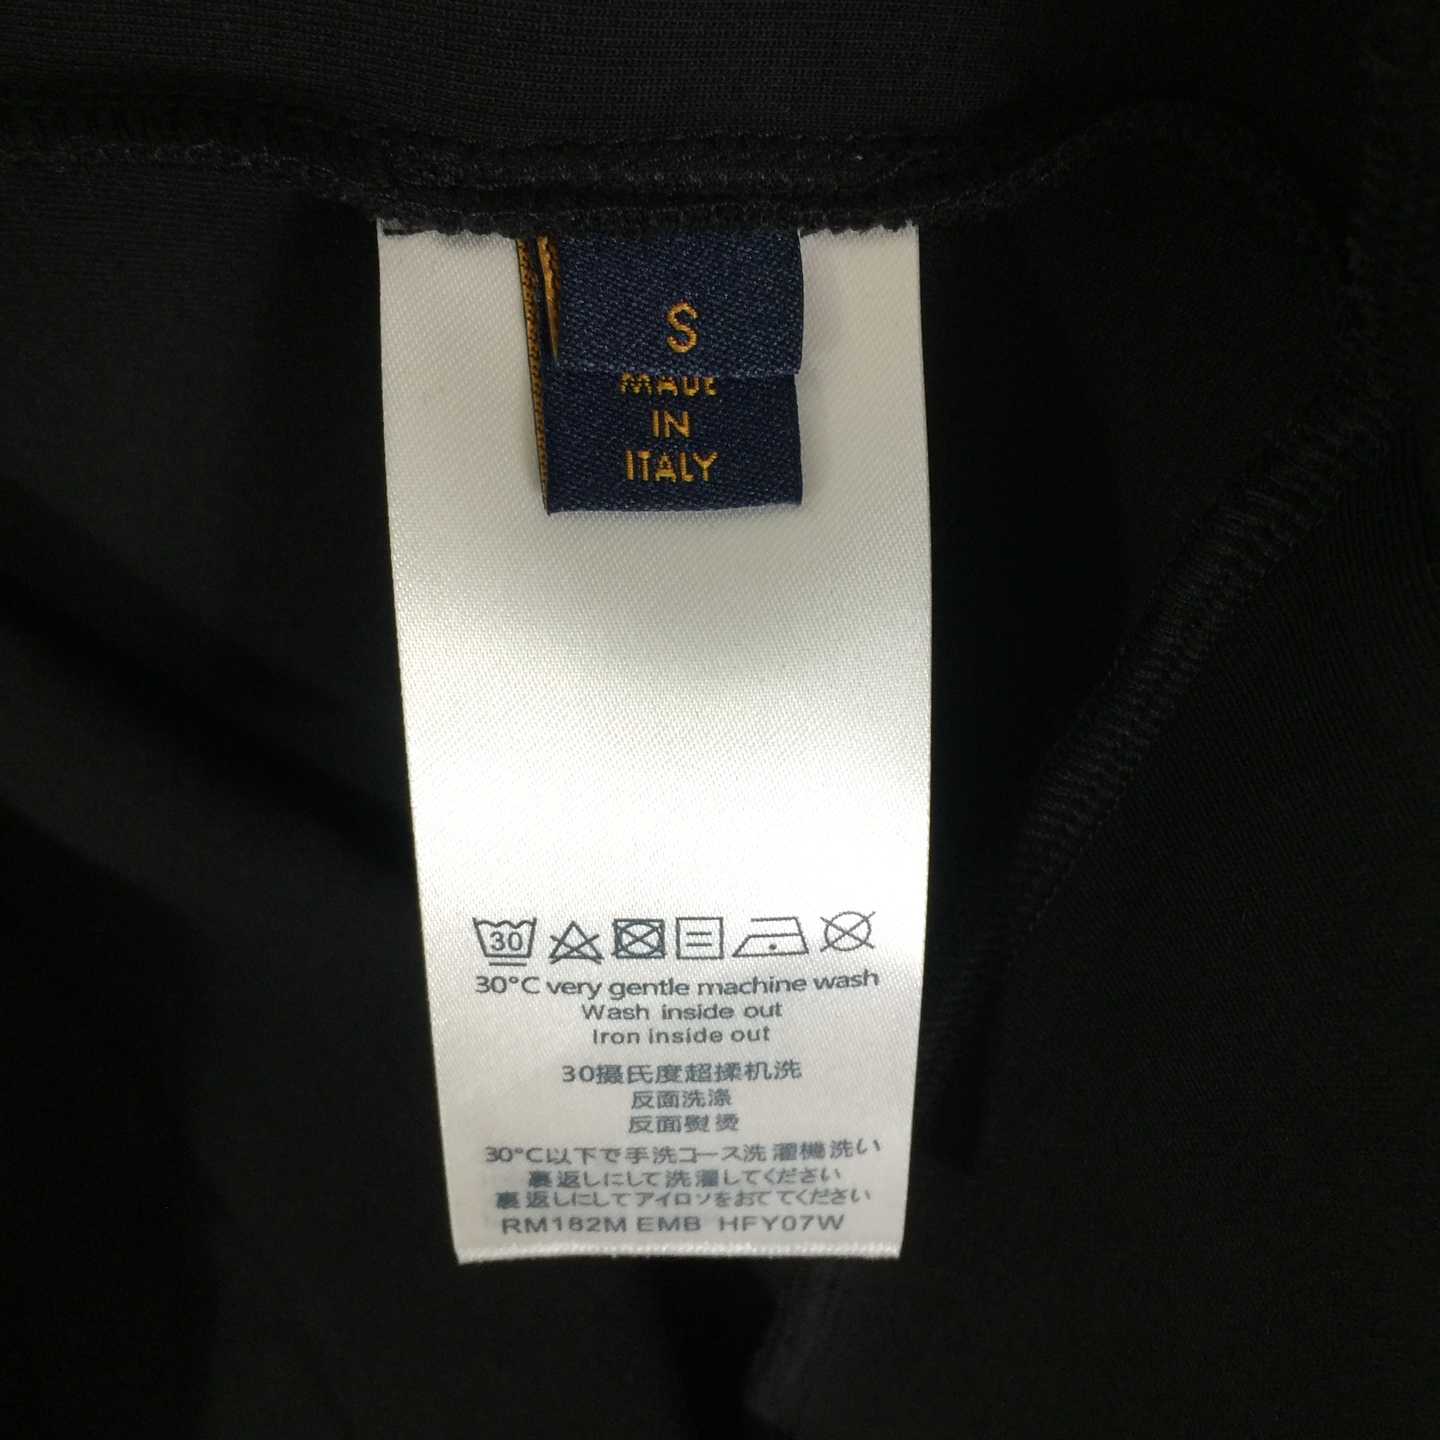 S
MADE
IN
ITALY
30
30°C very gentle machine wash
Wash inside out
Iron inside out
30摄氏度超揉机洗
反面洗涤
反面熨烫
30°C以下で手洗コース洗濯機洗い
裏返しにして洗濯してください
裏返しにしてアイロンをおててください
RM182M EMB HFY07W